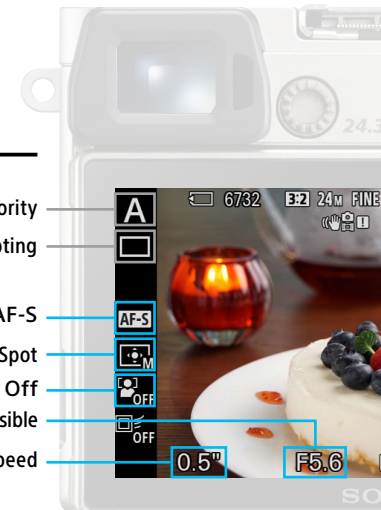 24.3
A
6732 3:2 24M FINE
ority
oting
AF-S
AF-S
Spot
M
Off
OFF
sible
OFF
peed
0.5"
F5.6
SO